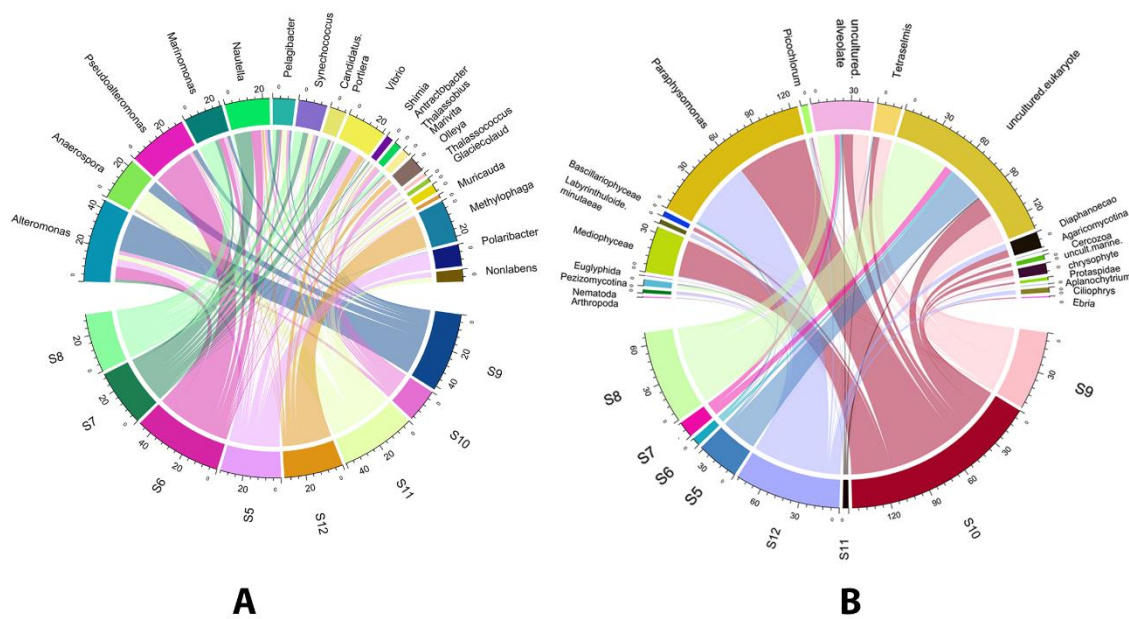 Alteromonas
Anaerospora
Pseudoalteromonas
Marinomonas
Nautella
Pelagibacter
Synechococcus
Candidatus.
Portiera
Vibrio
Shimia
Antractobacter
Thalassobius
Marivita
Olleya
Thalassococcus
Glaciecolaud
Muricauda
Methylophaga
Polaribacter
Nonlabens
S9
S10
S11
S12
S5
S6
S7
S8
A
Arthropoda
Nematoda
Pezizomycotina
Euglyphida
Mediophyceae
Labyrinthuloide.
minutaeae
Bascillariophyceae
Paraphysomonas
Picochlorum
uncultured.
alveolate
Tetraselmis
uncultured.eukaryote
Diaphanoecao
Agaricomycotina
Cercozoa
uncult.marine.
chrysophyte
Protaspidae
Aplanochytrium
Ciliophrys
Ebria
S9
S10
S11
S12
S5
S6
S7
S8
B